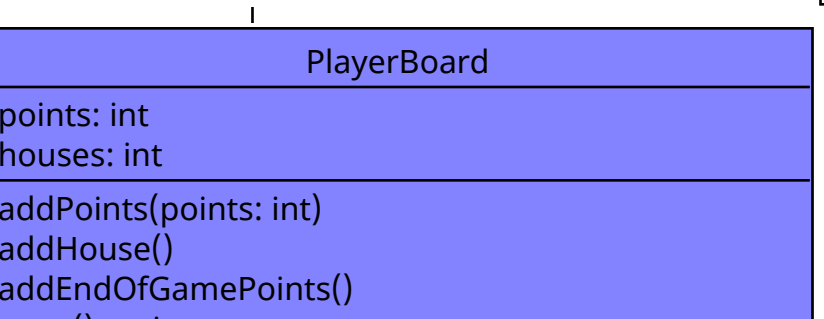 PlayerBoard
points: int
houses: int
addPoints(points: int)
addHouse()
addEndOfGamePoints()